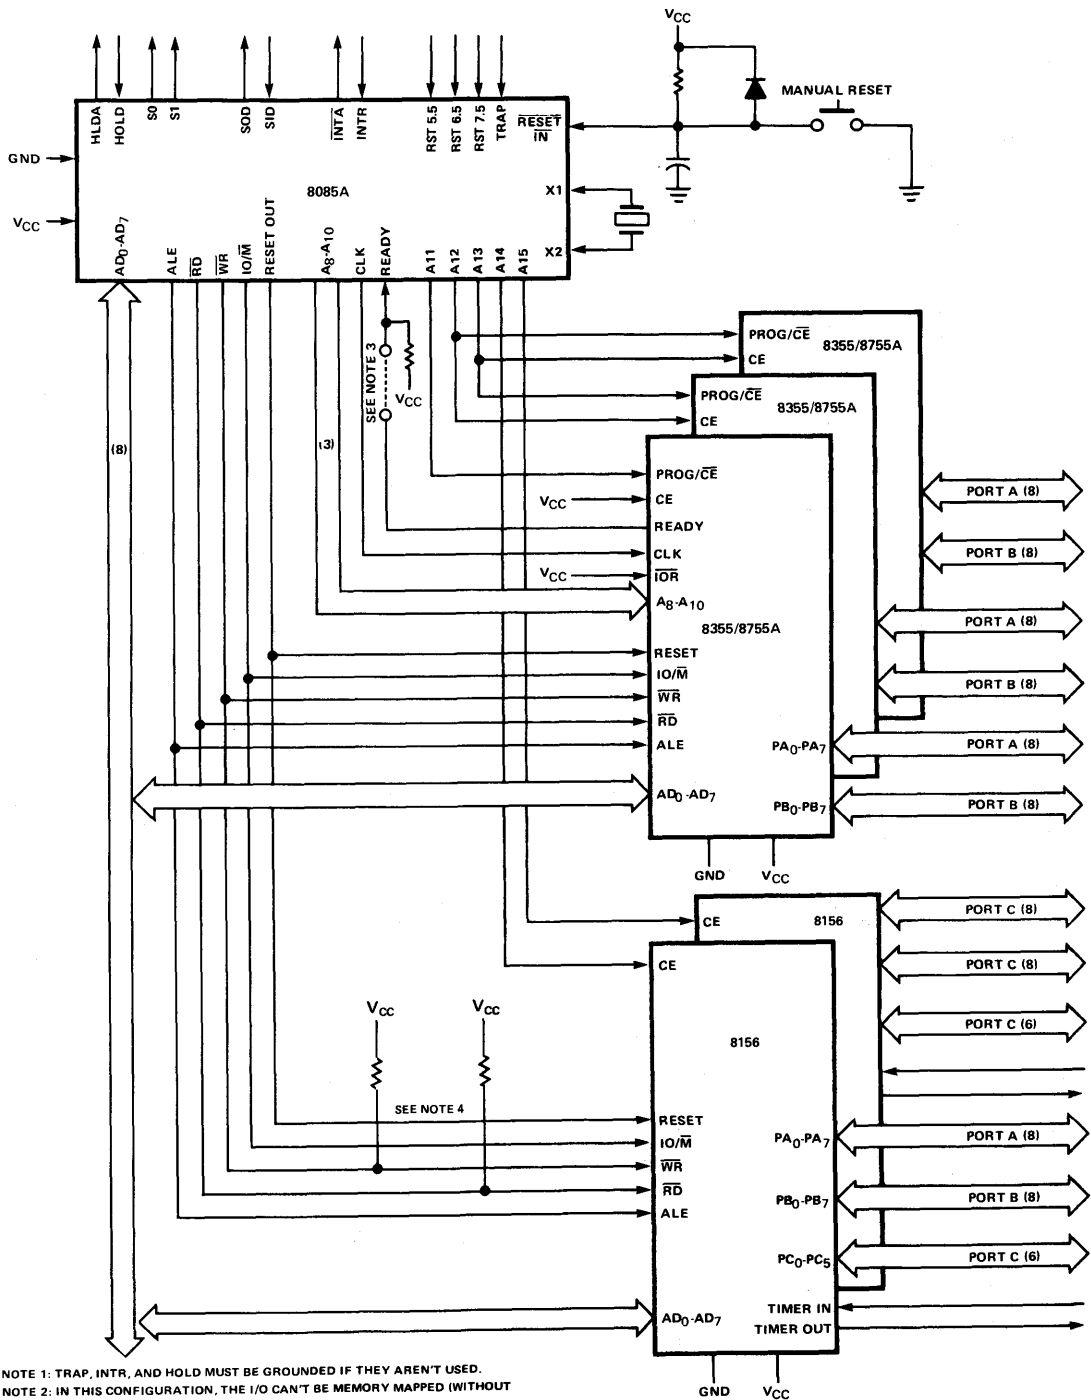 VCC
MANUAL RESET
HLDA
HOLD
S0
S1
SOD
SID
INTA
INTR
RST 5.5
RST 6.5
RST 7.5
TRAP
RESET IN
GND
8085A
X1
VCC
X2
AD0-AD7
ALE
RD
WR
IO/M
RESET OUT
A8-A10
CLK
READY
A11
A12
A13
A14
A15
PROG/CE
8355/8755A
CE
SEE NOTE 3
VCC
PROG/CE
8355/8755A
CE
(8)
(3)
PROG/CE
VCC
CE
PORT A (8)
READY
CLK
PORT B (8)
VCC
IOR
A8-A10
8355/8755A
PORT A (8)
RESET
IO/M
PORT B (8)
WR
RD
ALE
PA0-PA7
PORT A (8)
AD0-AD7
PB0-PB7
PORT B (8)
GND
VCC
CE
8156
PORT C (8)
CE
PORT C (8)
VCC
VCC
PORT C (6)
8156
SEE NOTE 4
RESET
PA0-PA7
PORT A (8)
IO/M
WR
RD
PB0-PB7
PORT B (8)
ALE
PC0-PC5
PORT C (6)
TIMER IN
AD0-AD7
TIMER OUT
GND
VCC
NOTE 1: TRAP, INTR, AND HOLD MUST BE GROUNDED IF THEY AREN'T USED.
NOTE 2: IN THIS CONFIGURATION, THE I/O CAN'T BE MEMORY MAPPED (WITHOUT